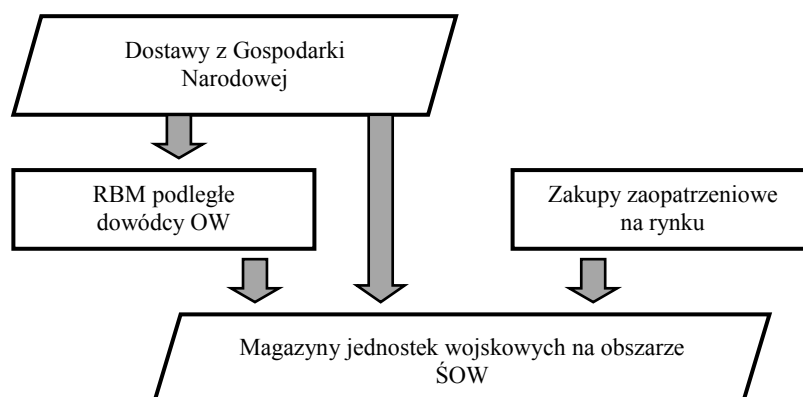 Dostawy z Gospodarki
Narodowej
RBM podległe
dowódcy OW
Zakupy zaopatrzeniowe
na rynku
Magazyny jednostek wojskowych na obszarze
ŚOW